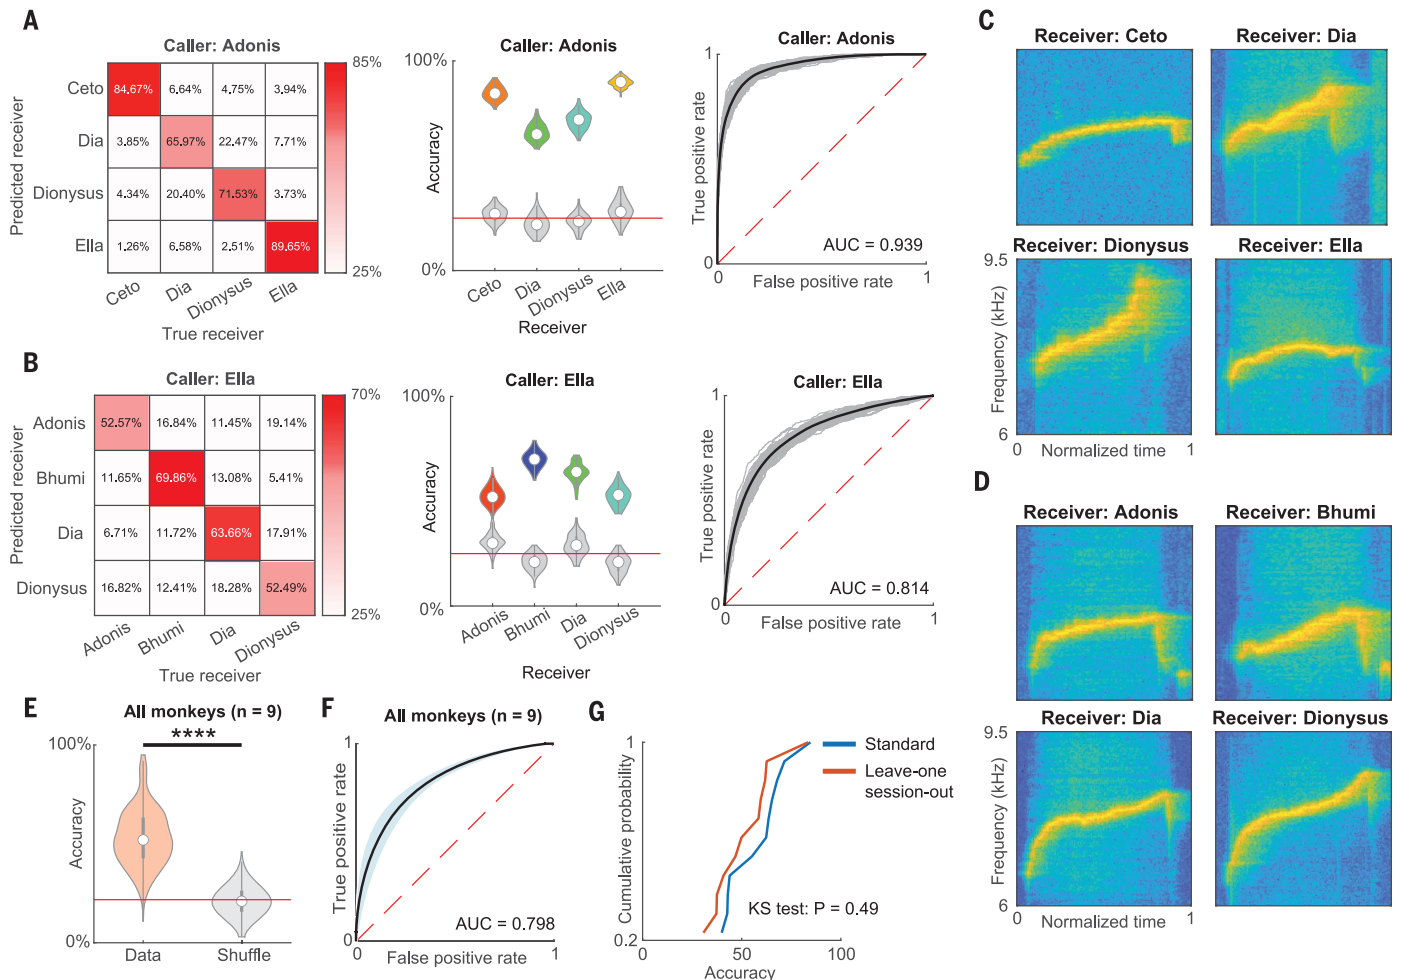 A
Caller: Adonis
Predicted receiver
Ceto
Dia
Dionysus
Ella
84.67% 6.64% 4.75% 3.94%
3.85% 65.97% 22.47% 7.71%
4.34% 20.40% 71.53% 3.73%
1.26% 6.58% 2.51% 89.65%
Ceto Dia Dionysus Ella
True receiver
85%
25%
Caller: Adonis
100%
Accuracy
0%
Ceto Dia Dionysus Ella
Receiver
Caller: Adonis
1
True positive rate
0
AUC = 0.939
0 1
False positive rate
B
Caller: Ella
Predicted receiver
Adonis
Bhumi
Dia
Dionysus
52.57% 16.84% 11.45% 19.14%
11.65% 69.86% 13.08% 5.41%
6.71% 11.72% 63.66% 17.91%
16.82% 12.41% 18.28% 52.49%
Adonis Bhumi Dia Dionysus
True receiver
70%
25%
Caller: Ella
100%
Accuracy
0%
Adonis Bhumi Dia Dionysus
Receiver
Caller: Ella
1
True positive rate
0
AUC = 0.814
0 1
False positive rate
C
Receiver: Ceto
Receiver: Dia
Receiver: Dionysus
Receiver: Ella
9.5
Frequency (kHz)
6
0 1
Normalized time
D
Receiver: Adonis
Receiver: Bhumi
Receiver: Dia
Receiver: Dionysus
9.5
Frequency (kHz)
6
0 1
Normalized time
E
All monkeys (n = 9)
****
100%
Accuracy
0%
Data Shuffle
F
All monkeys (n = 9)
1
True positive rate
0
AUC = 0.798
0 1
False positive rate
G
1
Cumulative probability
0.2
Standard
Leave-one
session-out
KS test: P = 0.49
0 50 100
Accuracy